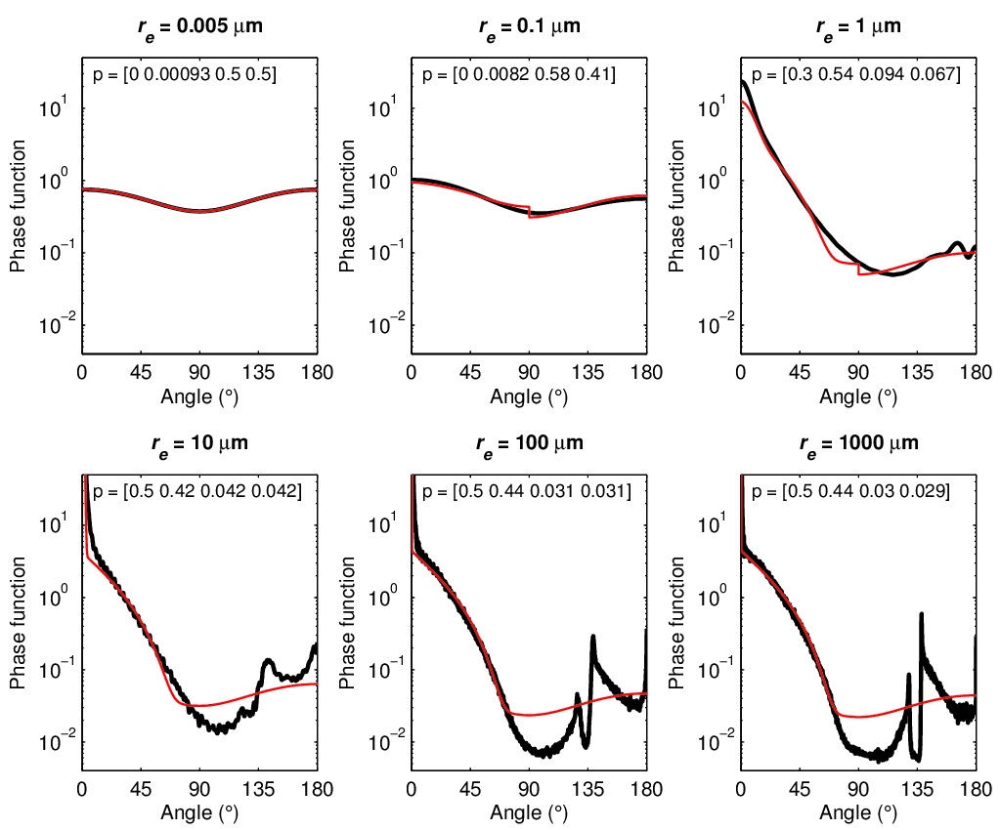 r_e = 0.005 μm
p = [0 0.00093 0.5 0.5]
Phase function
10^1
10^0
10^-1
10^-2
0 45 90 135 180
Angle (°)
r_e = 0.1 μm
p = [0 0.0082 0.58 0.41]
Phase function
10^1
10^0
10^-1
10^-2
0 45 90 135 180
Angle (°)
r_e = 1 μm
p = [0.3 0.54 0.094 0.067]
Phase function
10^1
10^0
10^-1
10^-2
0 45 90 135 180
Angle (°)
r_e = 10 μm
p = [0.5 0.42 0.042 0.042]
Phase function
10^1
10^0
10^-1
10^-2
0 45 90 135 180
Angle (°)
r_e = 100 μm
p = [0.5 0.44 0.031 0.031]
Phase function
10^1
10^0
10^-1
10^-2
0 45 90 135 180
Angle (°)
r_e = 1000 μm
p = [0.5 0.44 0.03 0.029]
Phase function
10^1
10^0
10^-1
10^-2
0 45 90 135 180
Angle (°)